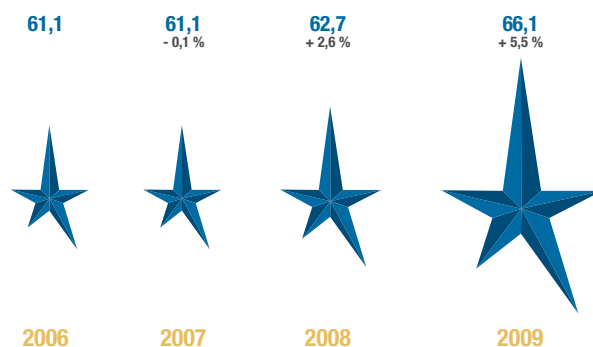 61,1
61,1
- 0,1 %
62,7
+ 2,6 %
66,1
+ 5,5 %
2006
2007
2008
2009